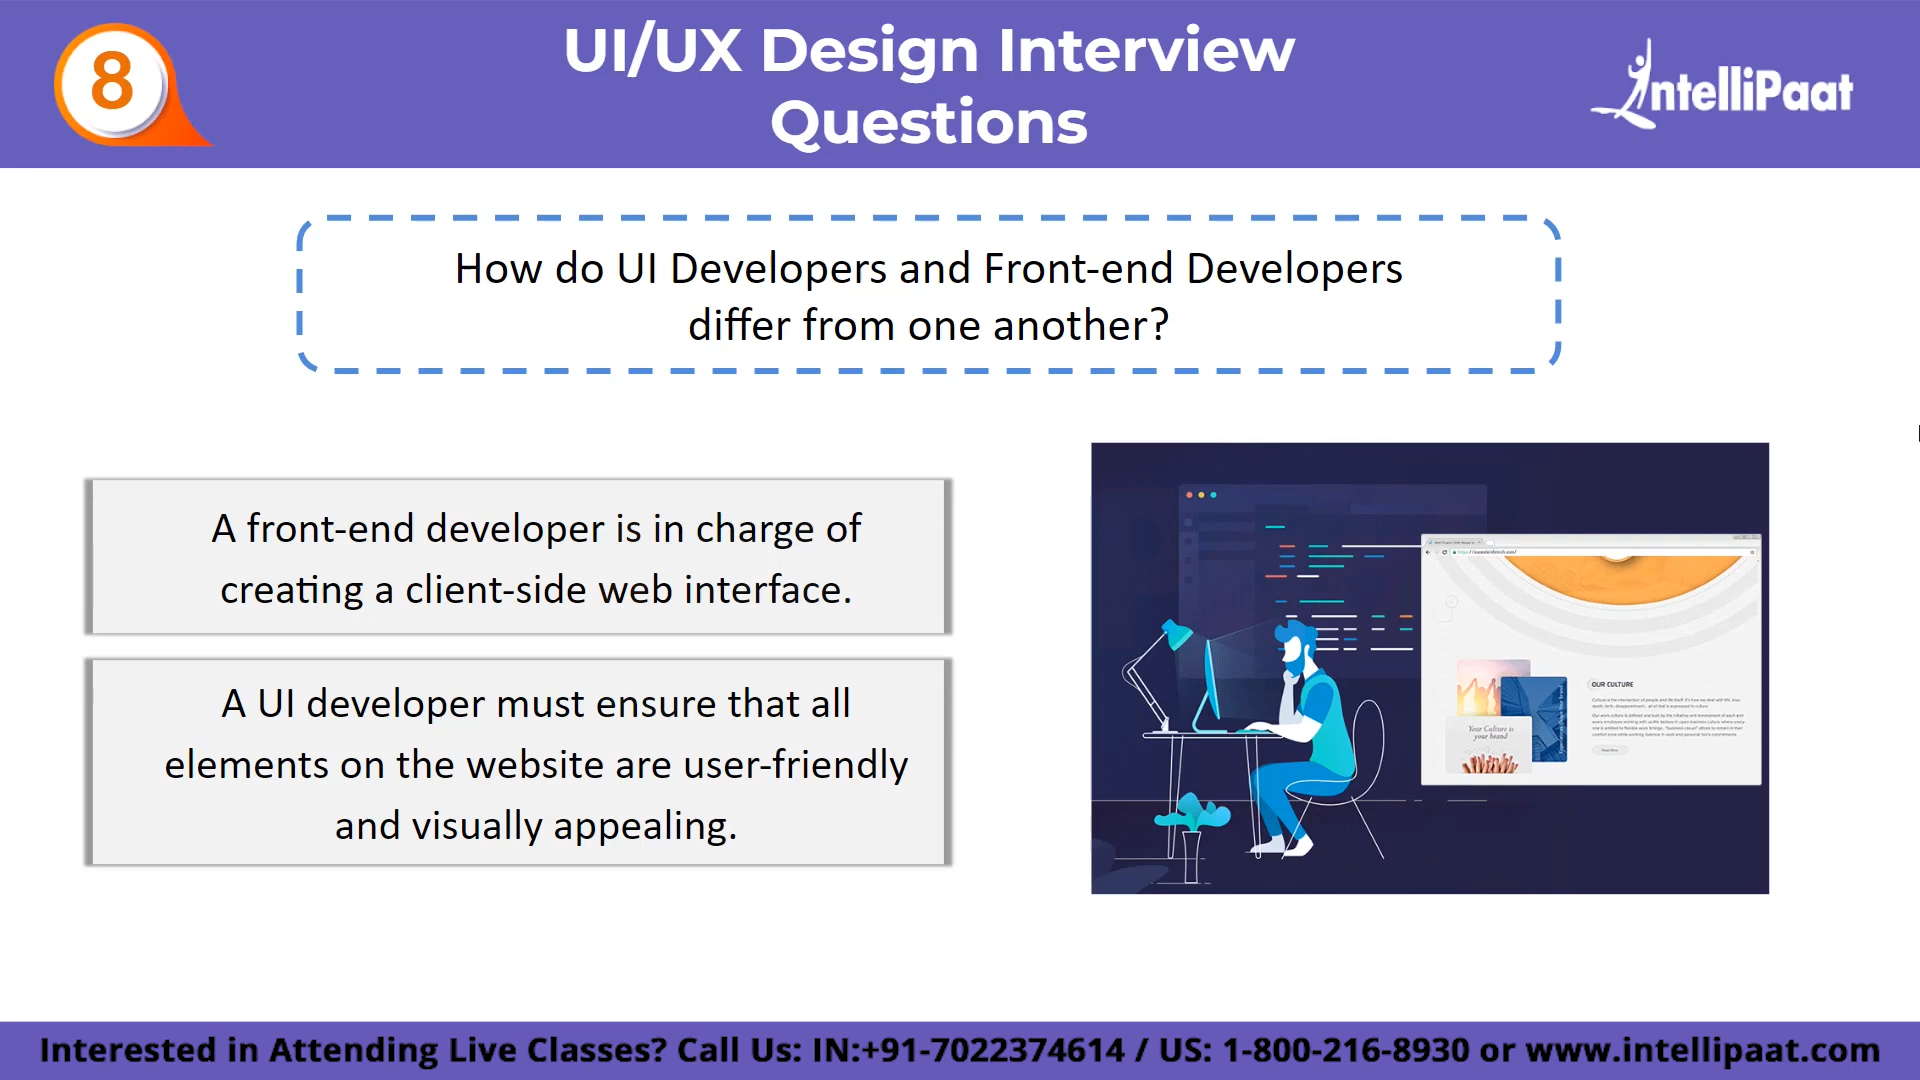 8
UI/UX Design Interview
Questions
IntelliPaat
How do UI Developers and Front-end Developers
differ from one another?
A front-end developer is in charge of
creating a client-side web interface.
A UI developer must ensure that all
elements on the website are user-friendly
and visually appealing.
OUR CULTURE
Your Culture is
your brand
Read More
Interested in Attending Live Classes? Call Us: IN:+91-7022374614 / US: 1-800-216-8930 or www.intellipaat.com